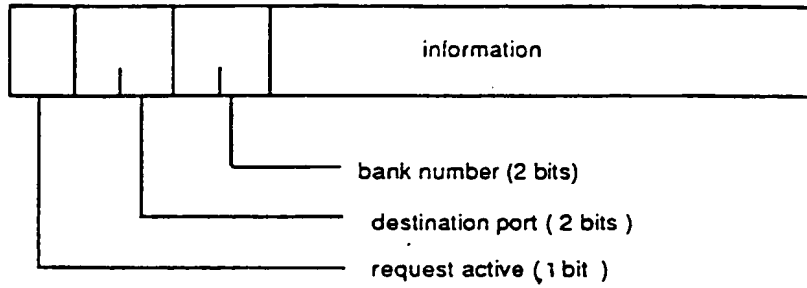 information
bank number (2 bits)
destination port ( 2 bits )
request active ( 1 bit )